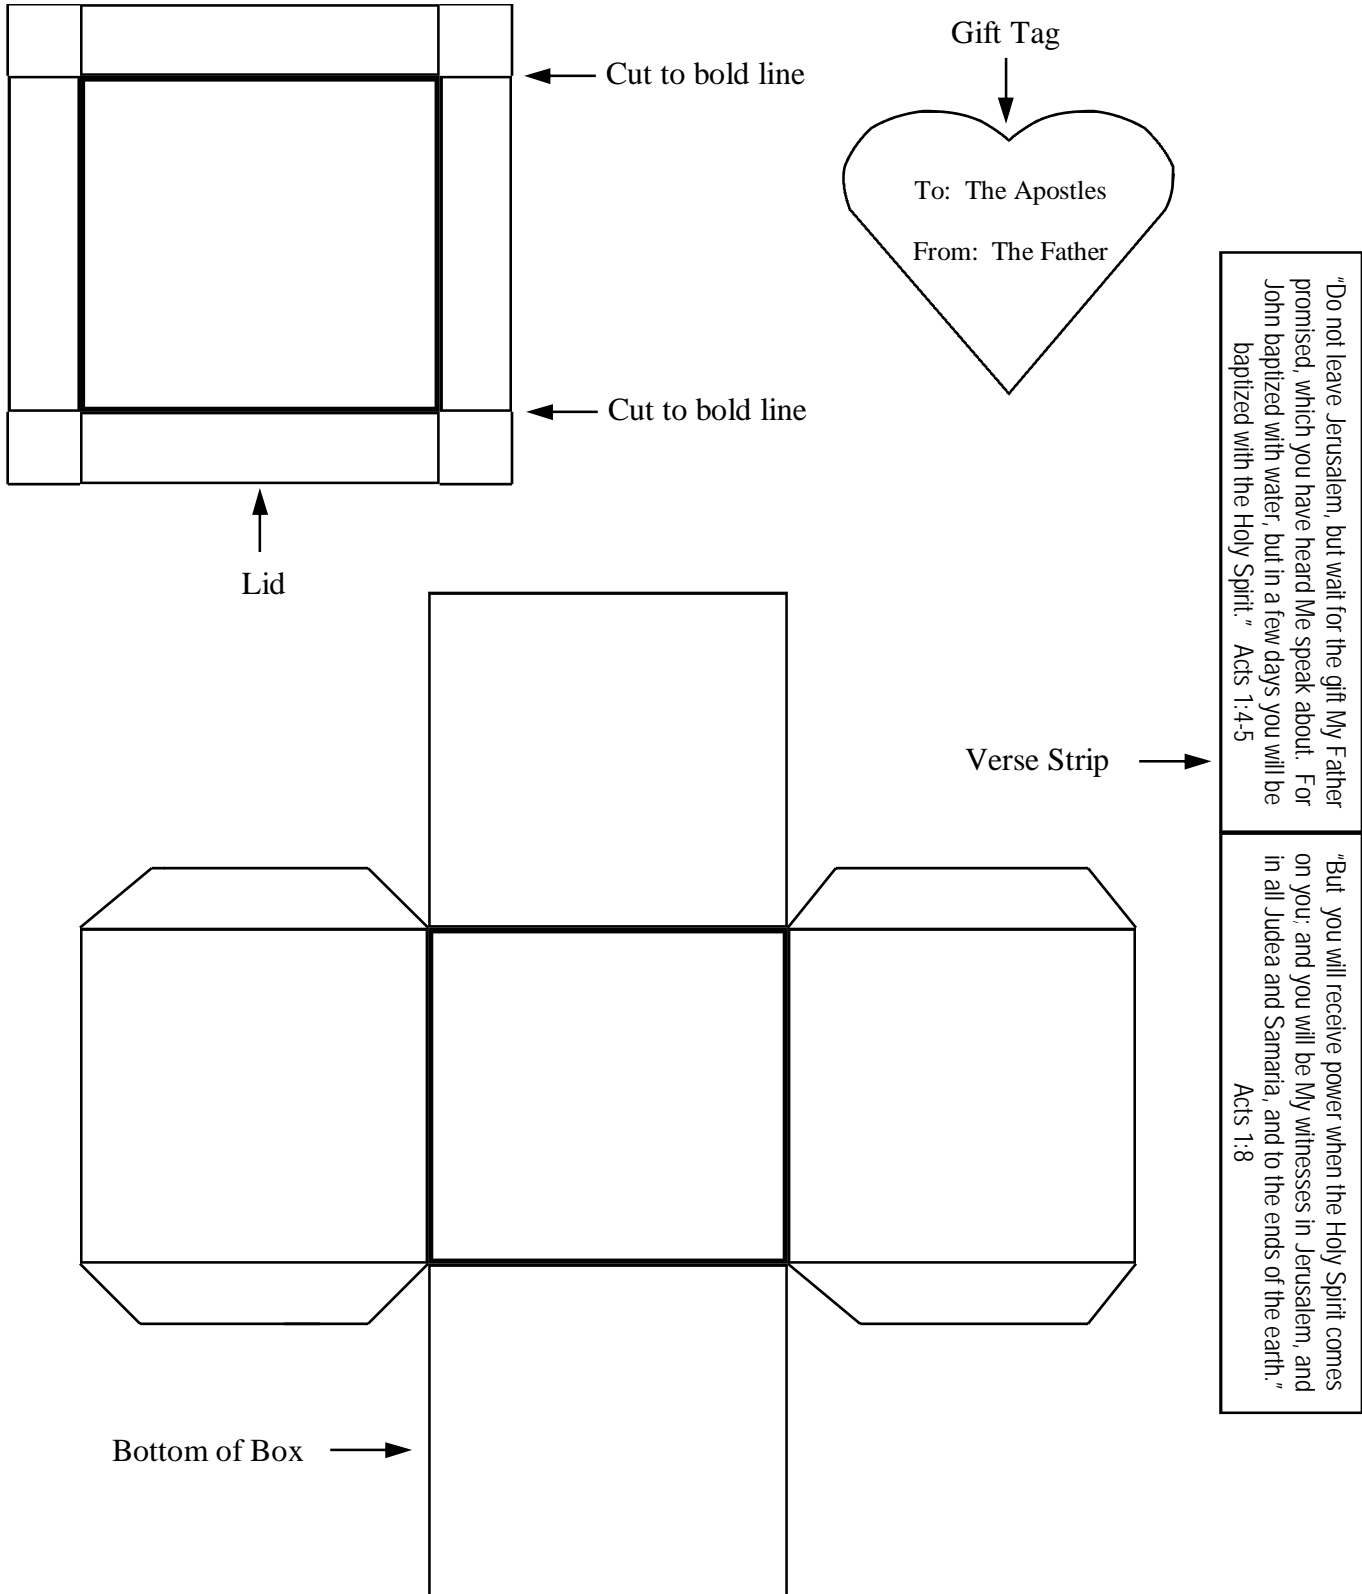 Gift Tag
Cut to bold line
To: The Apostles
From: The Father
Cut to bold line
Lid
"Do not leave Jerusalem, but wait for the gift My Father
promised, which you have heard Me speak about. For
John baptized with water, but in a few days you will be
baptized with the Holy Spirit." Acts 1:4-5
Verse Strip
"But you will receive power when the Holy Spirit comes
on you; and you will be My witnesses in Jerusalem, and
in all Judea and Samaria, and to the ends of the earth."
Acts 1:8
Bottom of Box